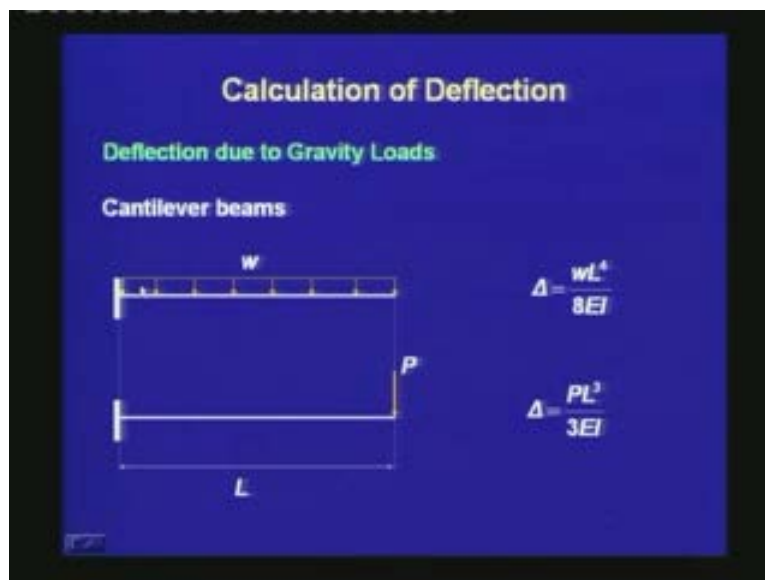 Calculation of Deflection
Deflection due to Gravity Loads
Cantilever beams
w
Δ = wL⁴ / 8EI
P
Δ = PL³ / 3EI
L